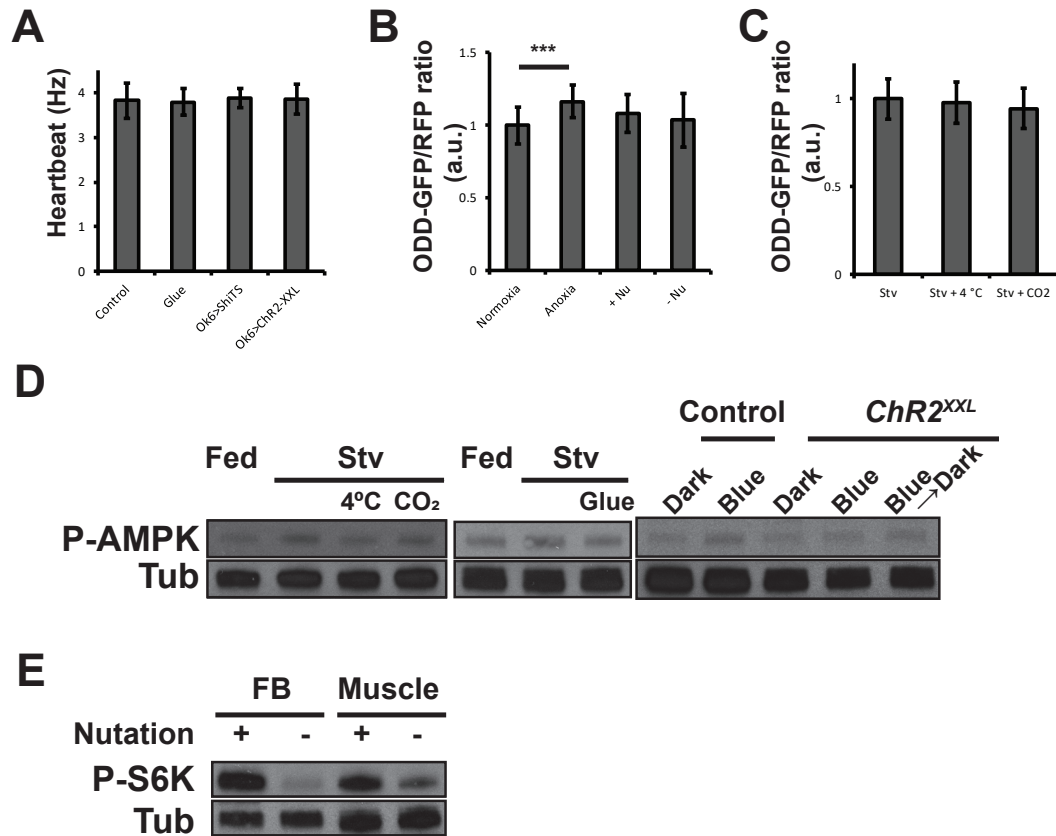 A
Heartbeat (Hz)
4
3
2
1
0
Control
Glue
Ok6>ShiTS
Ok6>ChR2-XXL
B
ODD-GFP/RFP ratio
(a.u.)
1.5
1
0.5
0
***
Normoxia
Anoxia
+ Nu
- Nu
C
ODD-GFP/RFP ratio
(a.u.)
1
0.5
0
Stv
Stv + 4 °C
Stv + CO2
D
Control ChR2XXL
Fed Stv Fed Stv
4ºC CO₂ Glue
Dark Blue Dark Blue Blue→Dark
P-AMPK
Tub
E
FB Muscle
Nutation + - + -
P-S6K
Tub